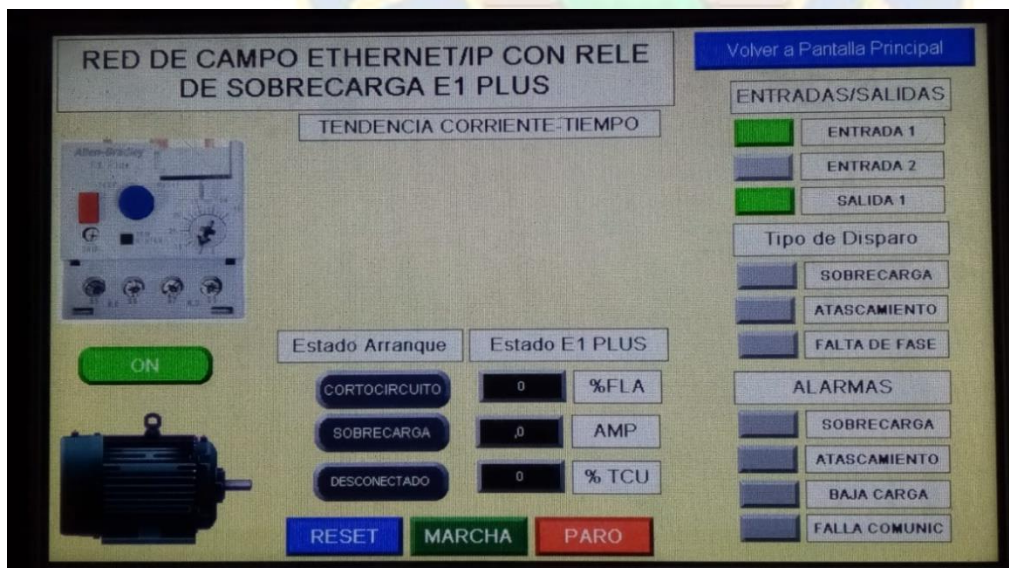 RED DE CAMPO ETHERNET/IP CON RELE
DE SOBRECARGA E1 PLUS
Volver a Pantalla Principal
TENDENCIA CORRIENTE-TIEMPO
Allen-Bradley
ON
Estado Arranque
CORTOCIRCUITO
SOBRECARGA
DESCONECTADO
Estado E1 PLUS
0
%FLA
,0
AMP
0
% TCU
RESET
MARCHA
PARO
ENTRADAS/SALIDAS
ENTRADA 1
ENTRADA 2
SALIDA 1
Tipo de Disparo
SOBRECARGA
ATASCAMIENTO
FALTA DE FASE
ALARMAS
SOBRECARGA
ATASCAMIENTO
BAJA CARGA
FALLA COMUNIC